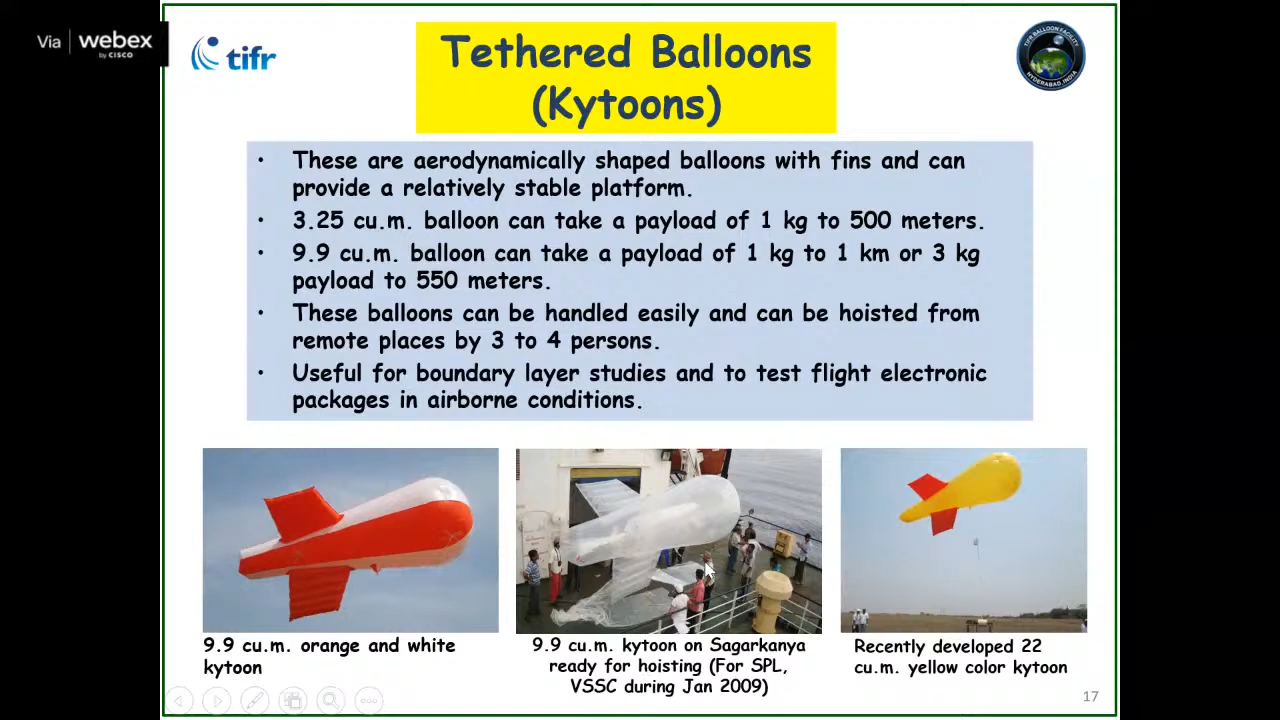 Via webex
by CISCO
tifr
Tethered Balloons
(Kytoons)
TIFR BALLOON FACILITY
HYDERABAD, INDIA
• These are aerodynamically shaped balloons with fins and can
provide a relatively stable platform.
• 3.25 cu.m. balloon can take a payload of 1 kg to 500 meters.
• 9.9 cu.m. balloon can take a payload of 1 kg to 1 km or 3 kg
payload to 550 meters.
• These balloons can be handled easily and can be hoisted from
remote places by 3 to 4 persons.
• Useful for boundary layer studies and to test flight electronic
packages in airborne conditions.
9.9 cu.m. orange and white
kytoon
9.9 cu.m. kytoon on Sagarkanya
ready for hoisting (For SPL,
VSSC during Jan 2009)
Recently developed 22
cu.m. yellow color kytoon
17